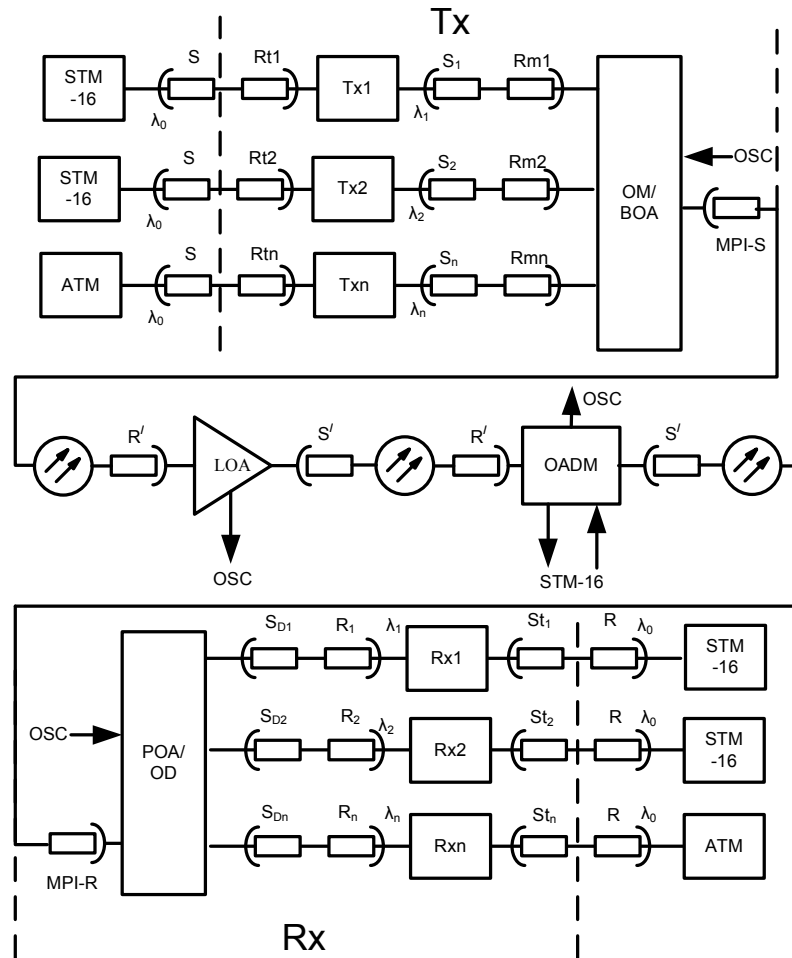 Tx
S Rt1 S₁ Rm1
STM
-16
Tx1
λ₀ λ₁
S Rt2 S₂ Rm2
STM
-16
Tx2
OSC
λ₀ λ₂
OM/
BOA
MPI-S
S Rtn Sₙ Rmn
ATM Txn
λ₀ λₙ
OSC
R′ S′ R′ S′
LOA OADM
OSC STM-16
S_D1 R₁ λ₁ St₁ R λ₀
Rx1
STM
-16
OSC
S_D2 R₂ λ₂ St₂ R λ₀
POA/
OD
Rx2
STM
-16
S_Dn Rₙ λₙ Stₙ R λ₀
Rxn ATM
MPI-R
Rx